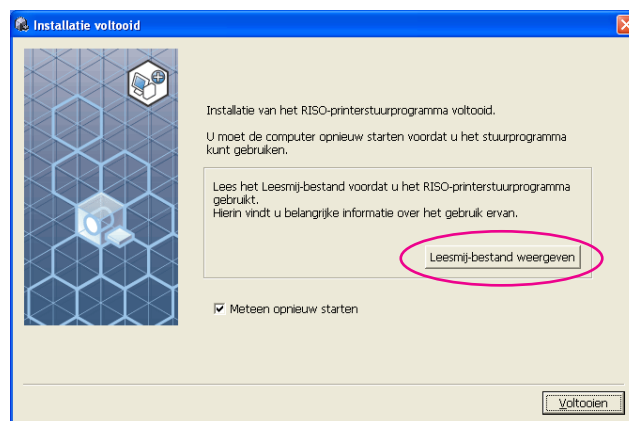 Installatie voltooid
Installatie van het RISO-printerstuurprogramma voltooid.
U moet de computer opnieuw starten voordat u het stuurprogramma
kunt gebruiken.
Lees het Leesmij-bestand voordat u het RISO-printerstuurprogramma
gebruikt.
Hierin vindt u belangrijke informatie over het gebruik ervan.
Leesmij-bestand weergeven
Meteen opnieuw starten
Voltooien